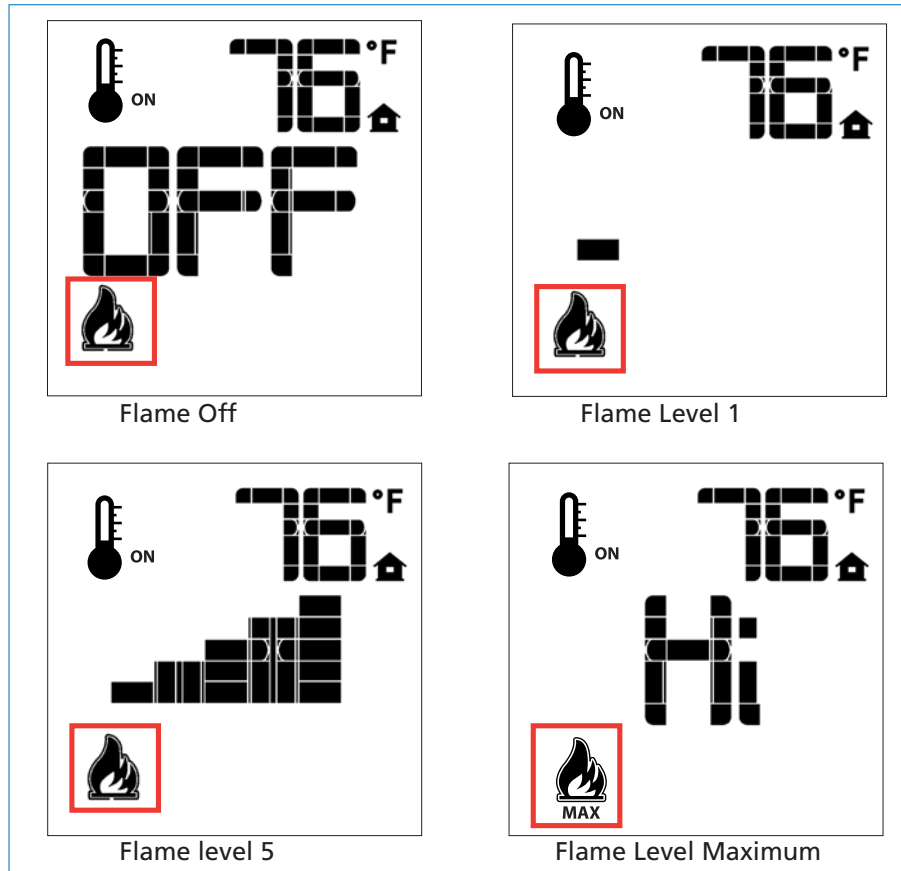 76 °F
ON
OFF
Flame Off
76 °F
ON
Flame Level 1
76 °F
ON
Flame level 5
76 °F
ON
Hi
MAX
Flame Level Maximum